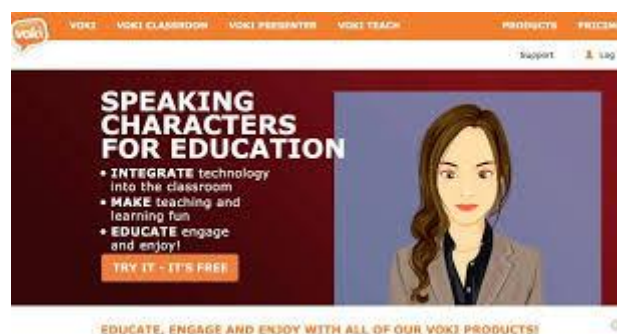 voki
VOKI VOKI CLASSROOM VOKI PRESENTER VOKI TEACH PRODUCTS PRICING
Support Log
SPEAKING
CHARACTERS
FOR EDUCATION
• INTEGRATE technology
into the classroom
• MAKE teaching and
learning fun
• EDUCATE engage
and enjoy!
TRY IT - IT'S FREE
EDUCATE, ENGAGE AND ENJOY WITH ALL OF OUR VOKI PRODUCTS!